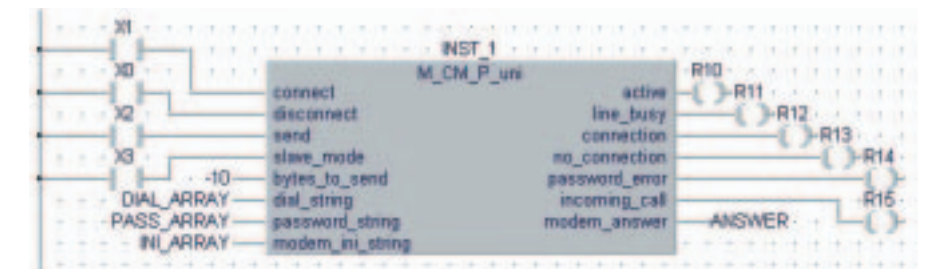 X1
INST_1
X0 M_CM_P_uni R10
connect active R11
X2 disconnect line_busy R12
send connection R13
X3 slave_mode no_connection R14
-10 bytes_to_send password_error
DIAL_ARRAY dial_string incoming_call R15
PASS_ARRAY password_string modem_answer ANSWER
INI_ARRAY modem_ini_string